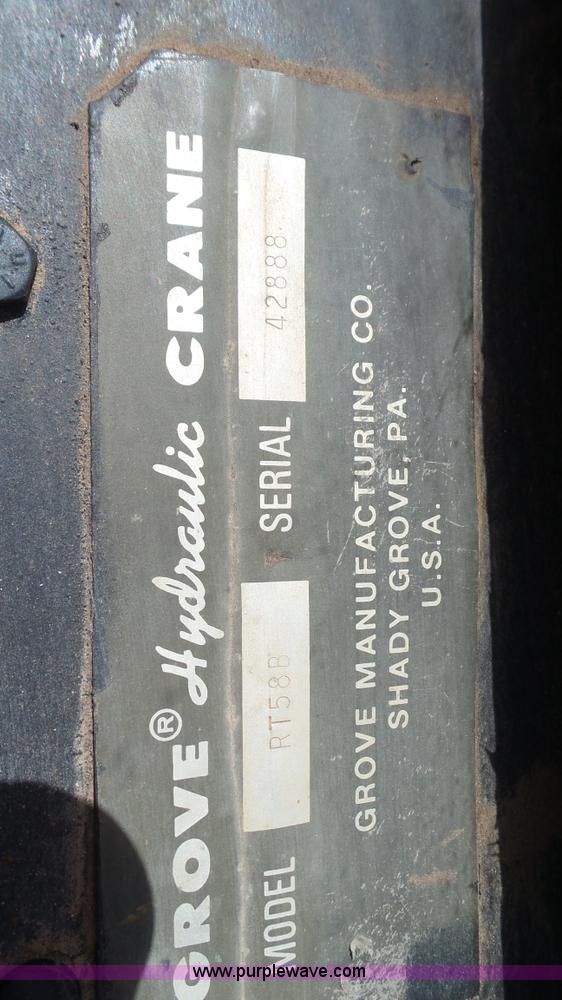 GROVE® Hydraulic CRANE
MODEL RT58B SERIAL 42888
GROVE MANUFACTURING CO.
SHADY GROVE, PA.
U.S.A.
www.purplewave.com